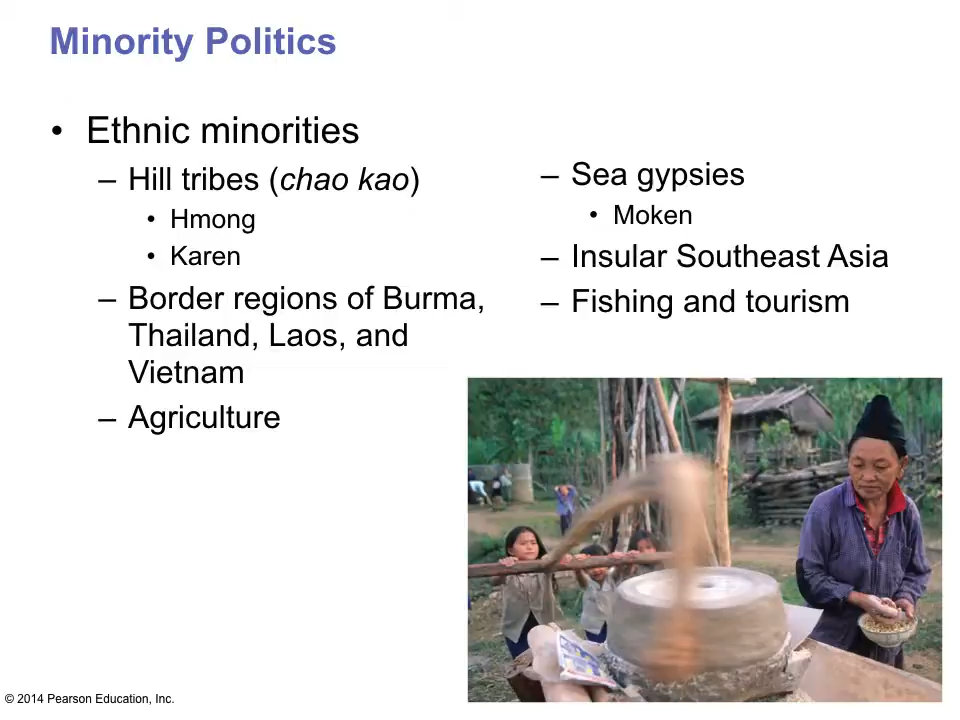 Minority Politics
• Ethnic minorities
– Hill tribes (chao kao)
• Hmong
• Karen
– Border regions of Burma,
Thailand, Laos, and
Vietnam
– Agriculture
– Sea gypsies
• Moken
– Insular Southeast Asia
– Fishing and tourism
© 2014 Pearson Education, Inc.